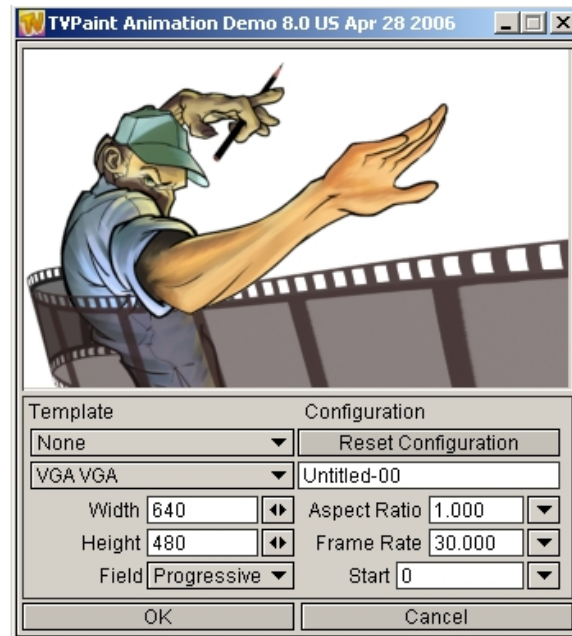 TVPaint Animation Demo 8.0 US Apr 28 2006
Template Configuration
None Reset Configuration
VGA VGA Untitled-00
Width 640 Aspect Ratio 1.000
Height 480 Frame Rate 30.000
Field Progressive Start 0
OK Cancel